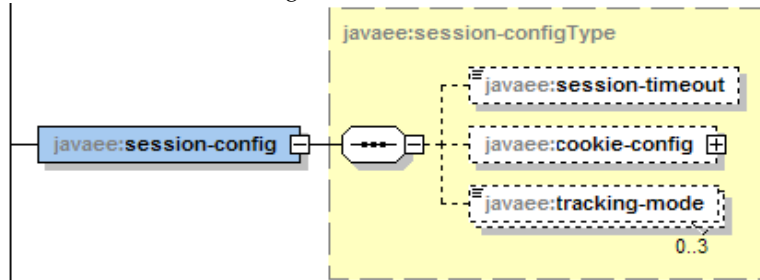 javaee:session-configType
javaee:session-timeout
javaee:session-config
javaee:cookie-config
javaee:tracking-mode
0..3